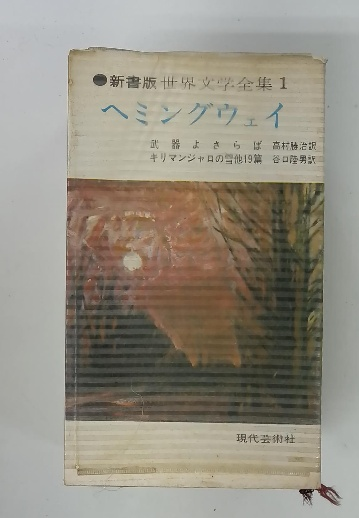 ●新書版世界文学全集1
ヘミングウェイ
武器よさらば 高村勝治訳
キリマンジャロの雪他19篇 谷口陸男訳
現代芸術社